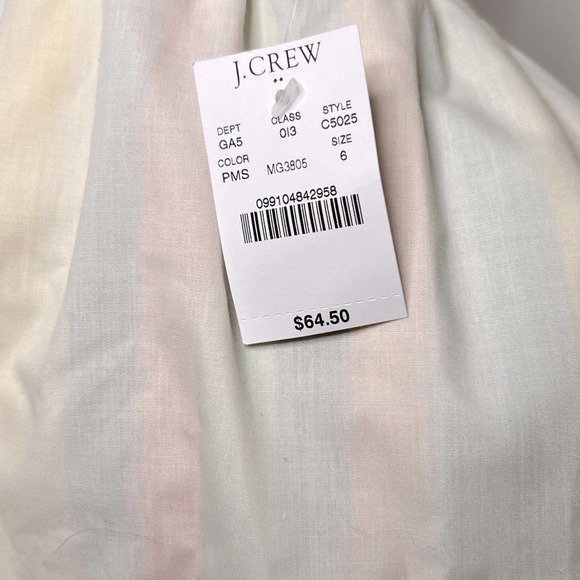 J.CREW
DEPT CLASS STYLE
GA5 013 C5025
COLOR SIZE
PMS MG3805 6
099104842958
$64.50